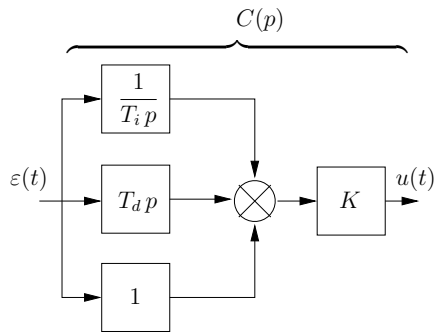 C(p)
1
T_i p
ε(t)
T_d p
K
u(t)
1